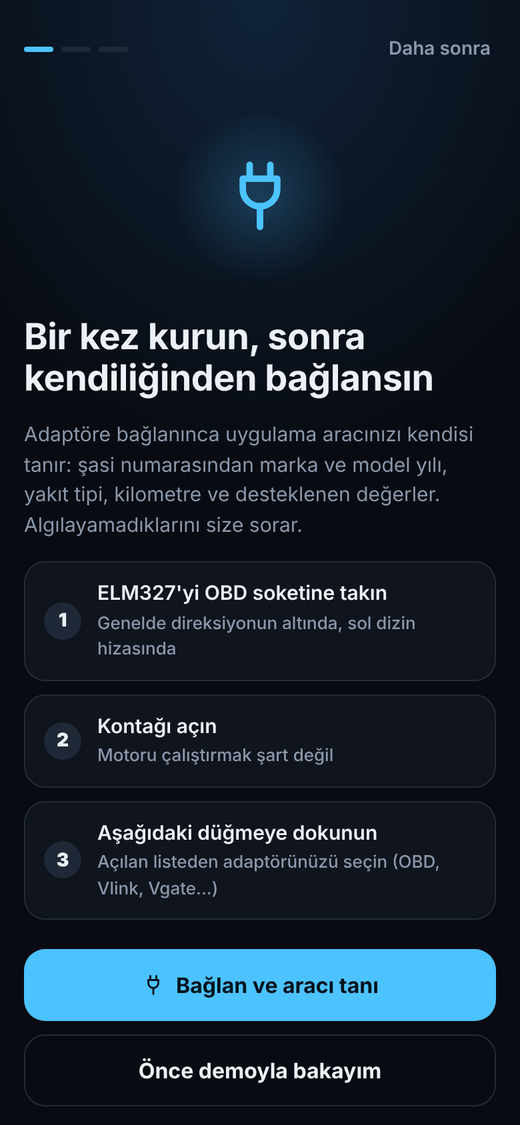 Daha sonra
Bir kez kurun, sonra
kendiliğinden bağlansın
Adaptöre bağlanınca uygulama aracınızı kendisi
tanır: şasi numarasından marka ve model yılı,
yakıt tipi, kilometre ve desteklenen değerler.
Algılayamadıklarını size sorar.
1
ELM327'yi OBD soketine takın
Genelde direksiyonun altında, sol dizin
hizasında
2
Kontağı açın
Motoru çalıştırmak şart değil
3
Aşağıdaki düğmeye dokunun
Açılan listeden adaptörünüzü seçin (OBD,
Vlink, Vgate...)
Bağlan ve aracı tanı
Önce demoyla bakayım